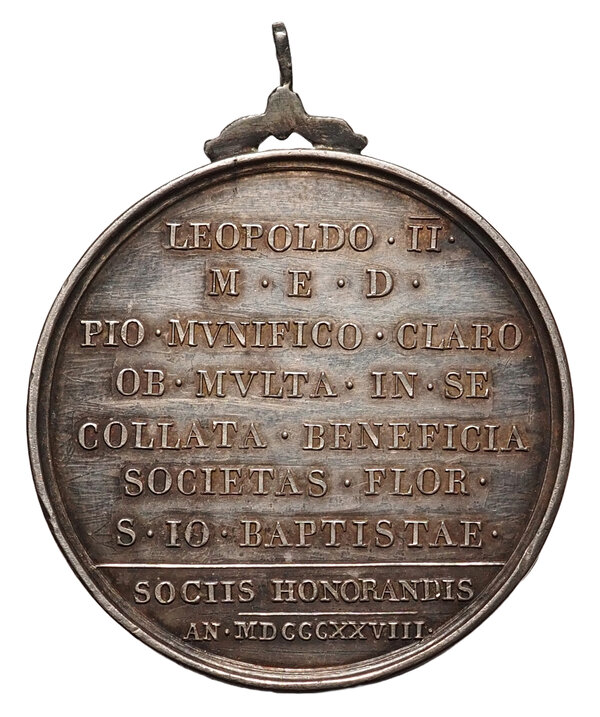 LEOPOLDO · II ·
M · E · D ·
PIO · MVNIFICO · CLARO
OB · MVLTA · IN · SE
COLLATA · BENEFICIA
SOCIETAS · FLOR ·
S · IO · BAPTISTAE ·
SOCIIS HONORANDIS
AN · MDCCCXXVIII ·